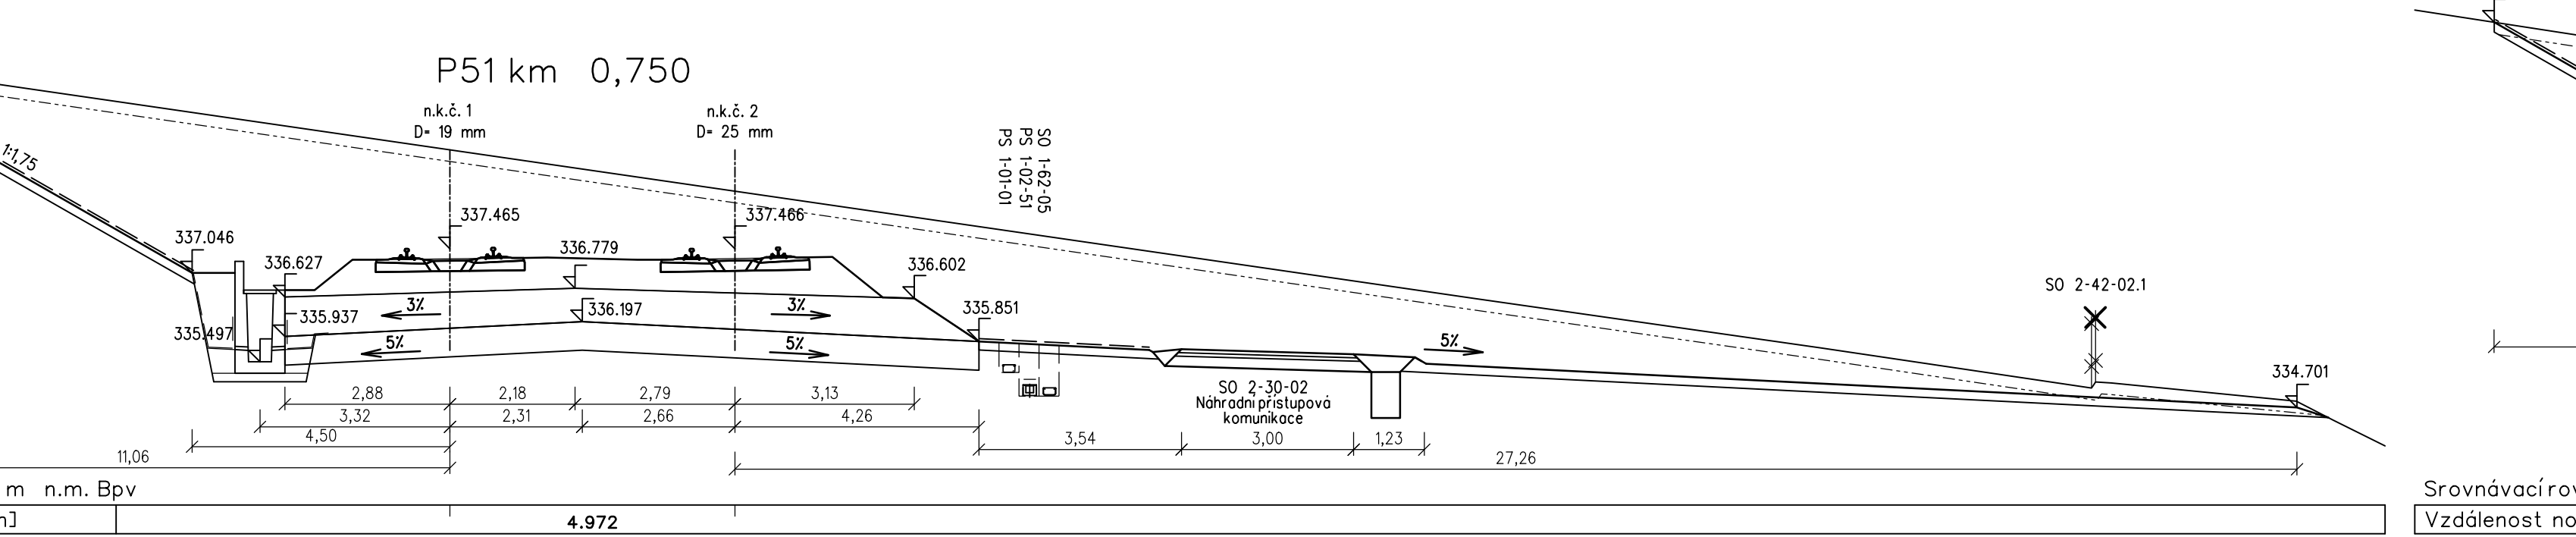 P51 km 0,750
n.k.č. 1
D= 19 mm
n.k.č. 2
D= 25 mm
SO 1-62-05
PS 1-02-51
PS 1-01-01
1:1,75
337.465
337.466
337.046
336.779
336.627
336.602
335.851
3%
3%
336.197
335.937
335.497
5%
5%
5%
SO 2-42-02.1
334.701
SO 2-30-02
Náhradní přístupová
komunikace
2,88
2,18
2,79
3,13
3,32
2,31
2,66
4,26
4,50
3,54
3,00
1,23
11,06
27,26
m n.m. Bpv
4.972
Srovnávací rov
Vzdálenost no